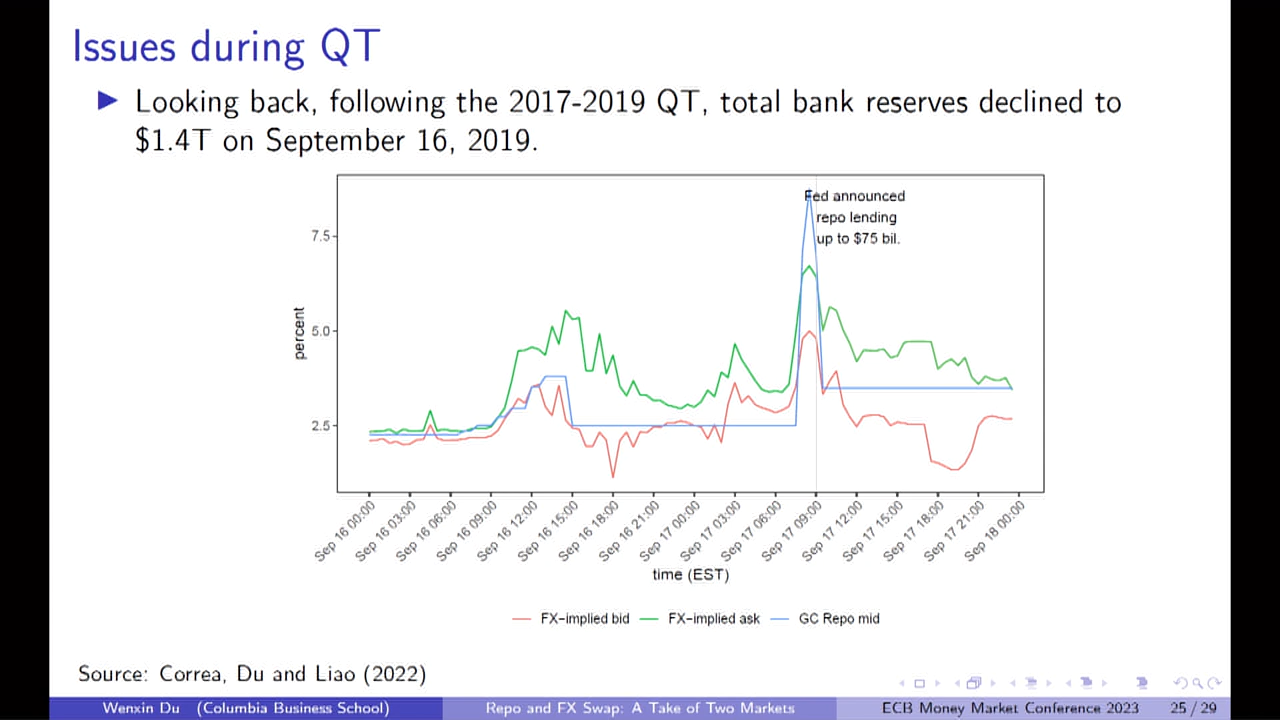 Issues during QT
Looking back, following the 2017-2019 QT, total bank reserves declined to
$1.4T on September 16, 2019.
Fed announced
repo lending
up to $75 bil.
7.5
5.0
2.5
percent
Sep 16 00:00
Sep 16 03:00
Sep 16 06:00
Sep 16 09:00
Sep 16 12:00
Sep 16 15:00
Sep 16 18:00
Sep 16 21:00
Sep 17 00:00
Sep 17 03:00
Sep 17 06:00
Sep 17 09:00
Sep 17 12:00
Sep 17 15:00
Sep 17 18:00
Sep 17 21:00
Sep 18 00:00
time (EST)
FX-implied bid FX-implied ask GC Repo mid
Source: Correa, Du and Liao (2022)
Wenxin Du (Columbia Business School) Repo and FX Swap: A Take of Two Markets ECB Money Market Conference 2023 25 / 29